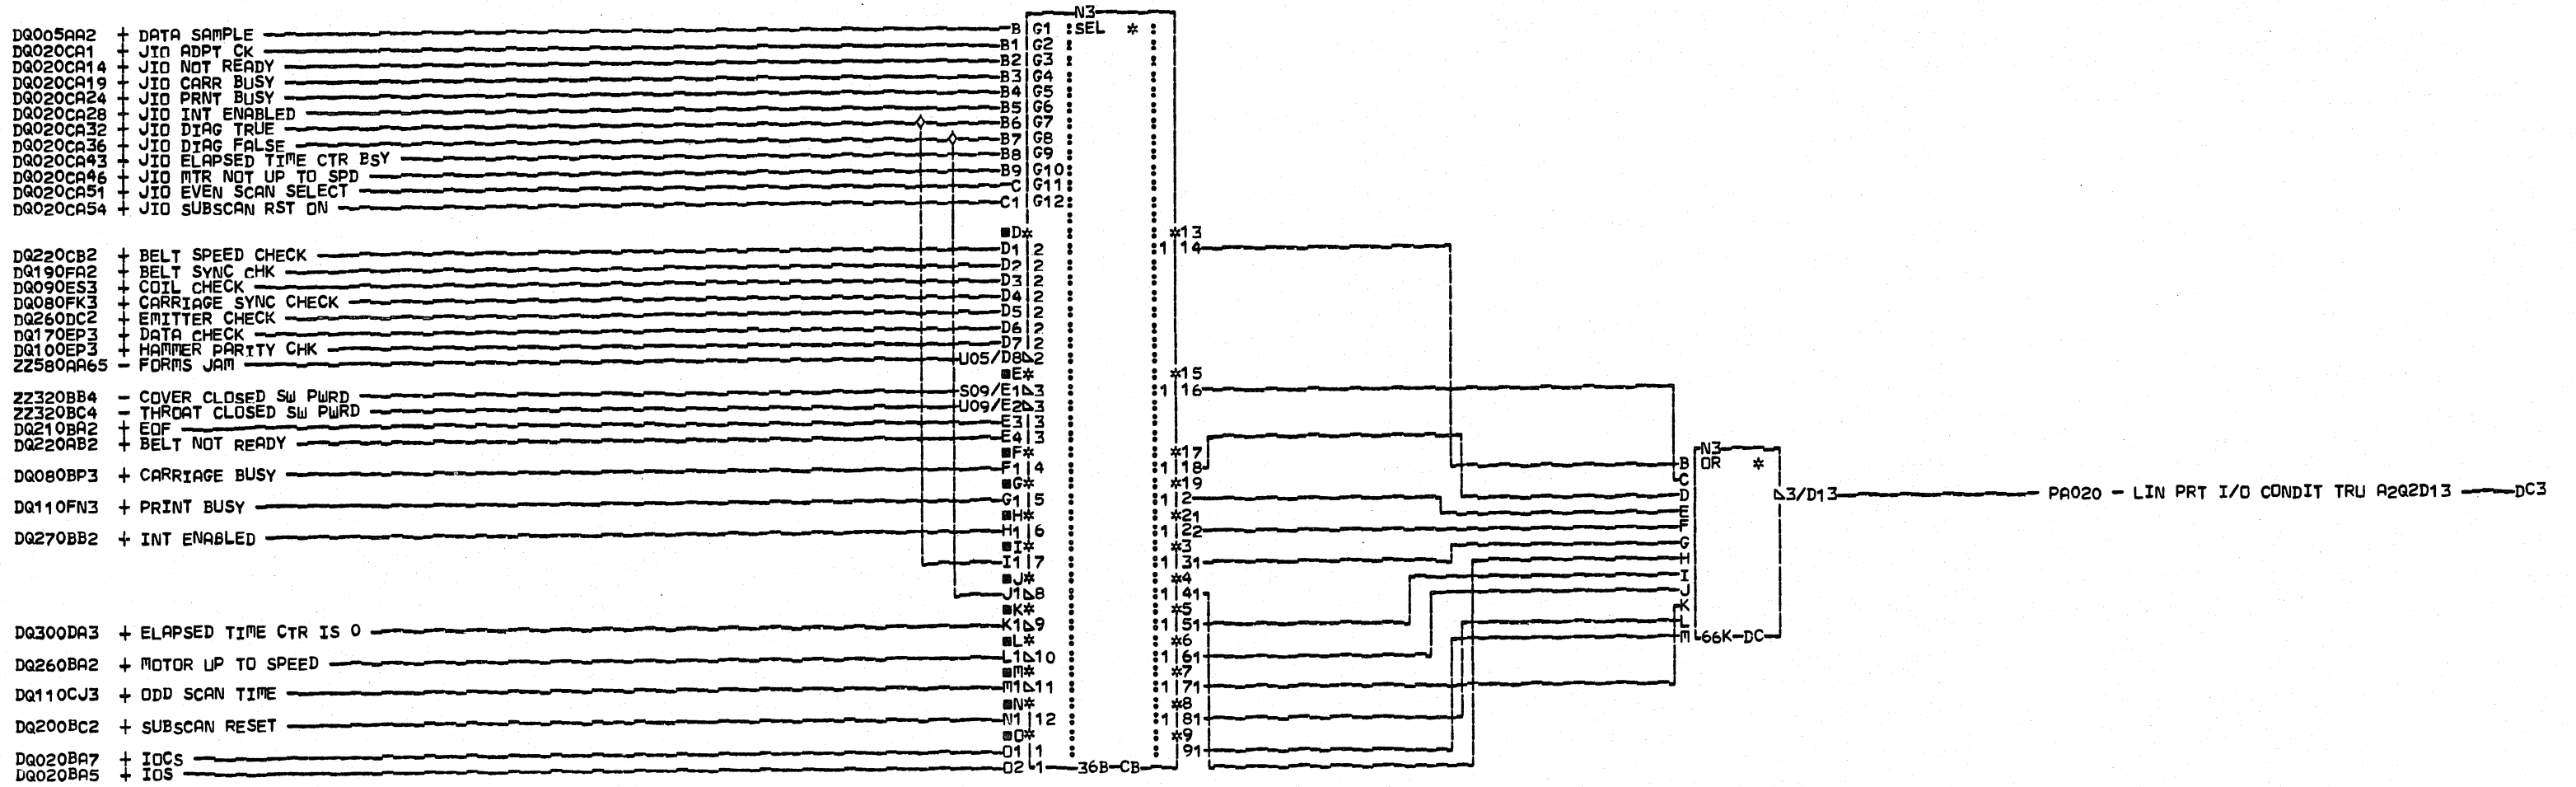 N3
DQ005AA2 + DATA SAMPLE B G1 SEL *
DQ020CA1 + JIO ADPT CK B1 G2
DQ020CA14 + JIO NOT READY B2 G3
DQ020CA19 + JIO CARR BUSY B3 G4
DQ020CA24 + JIO PRNT BUSY B4 G5
DQ020CA28 + JIO INT ENABLED B5 G6
DQ020CA32 + JIO DIAG TRUE B6 G7
DQ020CA36 + JIO DIAG FALSE B7 G8
DQ020CA43 + JIO ELAPSED TIME CTR BSY B8 G9
DQ020CA46 + JIO MTR NOT UP TO SPD B9 G10
DQ020CA51 + JIO EVEN SCAN SELECT C G11
DQ020CA54 + JIO SUBSCAN RST ON C1 G12
■D* *13
DQ220CB2 + BELT SPEED CHECK D1 2 1 14
DQ190FA2 + BELT SYNC CHK D2 2
DQ090ES3 + COIL CHECK D3 2
DQ080FK3 + CARRIAGE SYNC CHECK D4 2
DQ260DC2 + EMITTER CHECK D5 2
DQ170EP3 + DATA CHECK D6 2
DQ100EP3 + HAMMER PARITY CHK D7 2
ZZ580AA65 - FORMS JAM U05/D8 2
■E* *15
ZZ320BB4 - COVER CLOSED SW PWRD S09/E1 3 1 16
ZZ320BC4 - THROAT CLOSED SW PWRD U09/E2 3
DQ210BA2 + EOF E3 3
DQ220AB2 + BELT NOT READY E4 3
■F* *17 N3
DQ080BP3 + CARRIAGE BUSY F1 4 1 18 B OR *
■G* *19 C
DQ110FN3 + PRINT BUSY G1 5 1 2 D 3/D13 PA020 - LIN PRT I/O CONDIT TRU A2Q2D13 DC3
■H* *21 E
DQ270BB2 + INT ENABLED H1 6 1 22 F
■I* *3 G
I1 7 1 31 H
■J* *4 I
J1 8 1 41 J
■K* *5 K
DQ300DA3 + ELAPSED TIME CTR IS 0 K1 9 1 51 L
■L* *6 M 66K-DC
DQ260BA2 + MOTOR UP TO SPEED L1 10 1 61
■M* *7
DQ110CJ3 + ODD SCAN TIME M1 11 1 71
■N* *8
DQ200BC2 + SUBSCAN RESET N1 12 1 81
■O* *9
DQ020BA7 + IOCS O1 1 91
DQ020BA5 + IOS O2 1 36B-CB